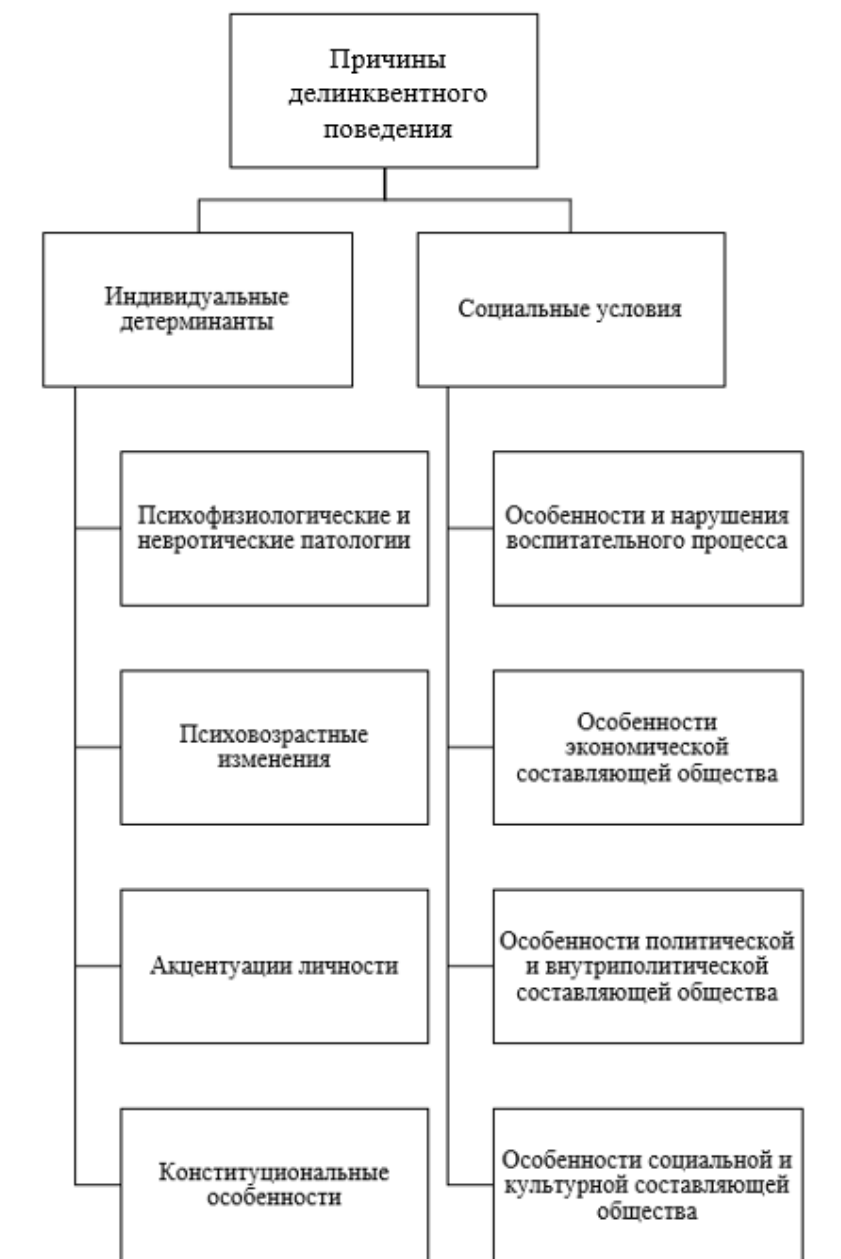 Причины
делинквентного
поведения
Индивидуальные
детерминанты
Социальные условия
Психофизиологические и
невротические патологии
Особенности и нарушения
воспитательного процесса
Психовозрастные
изменения
Особенности
экономической
составляющей общества
Акцентуации личности
Особенности политической
и внутриполитической
составляющей общества
Конституциональные
особенности
Особенности социальной и
культурной составляющей
общества